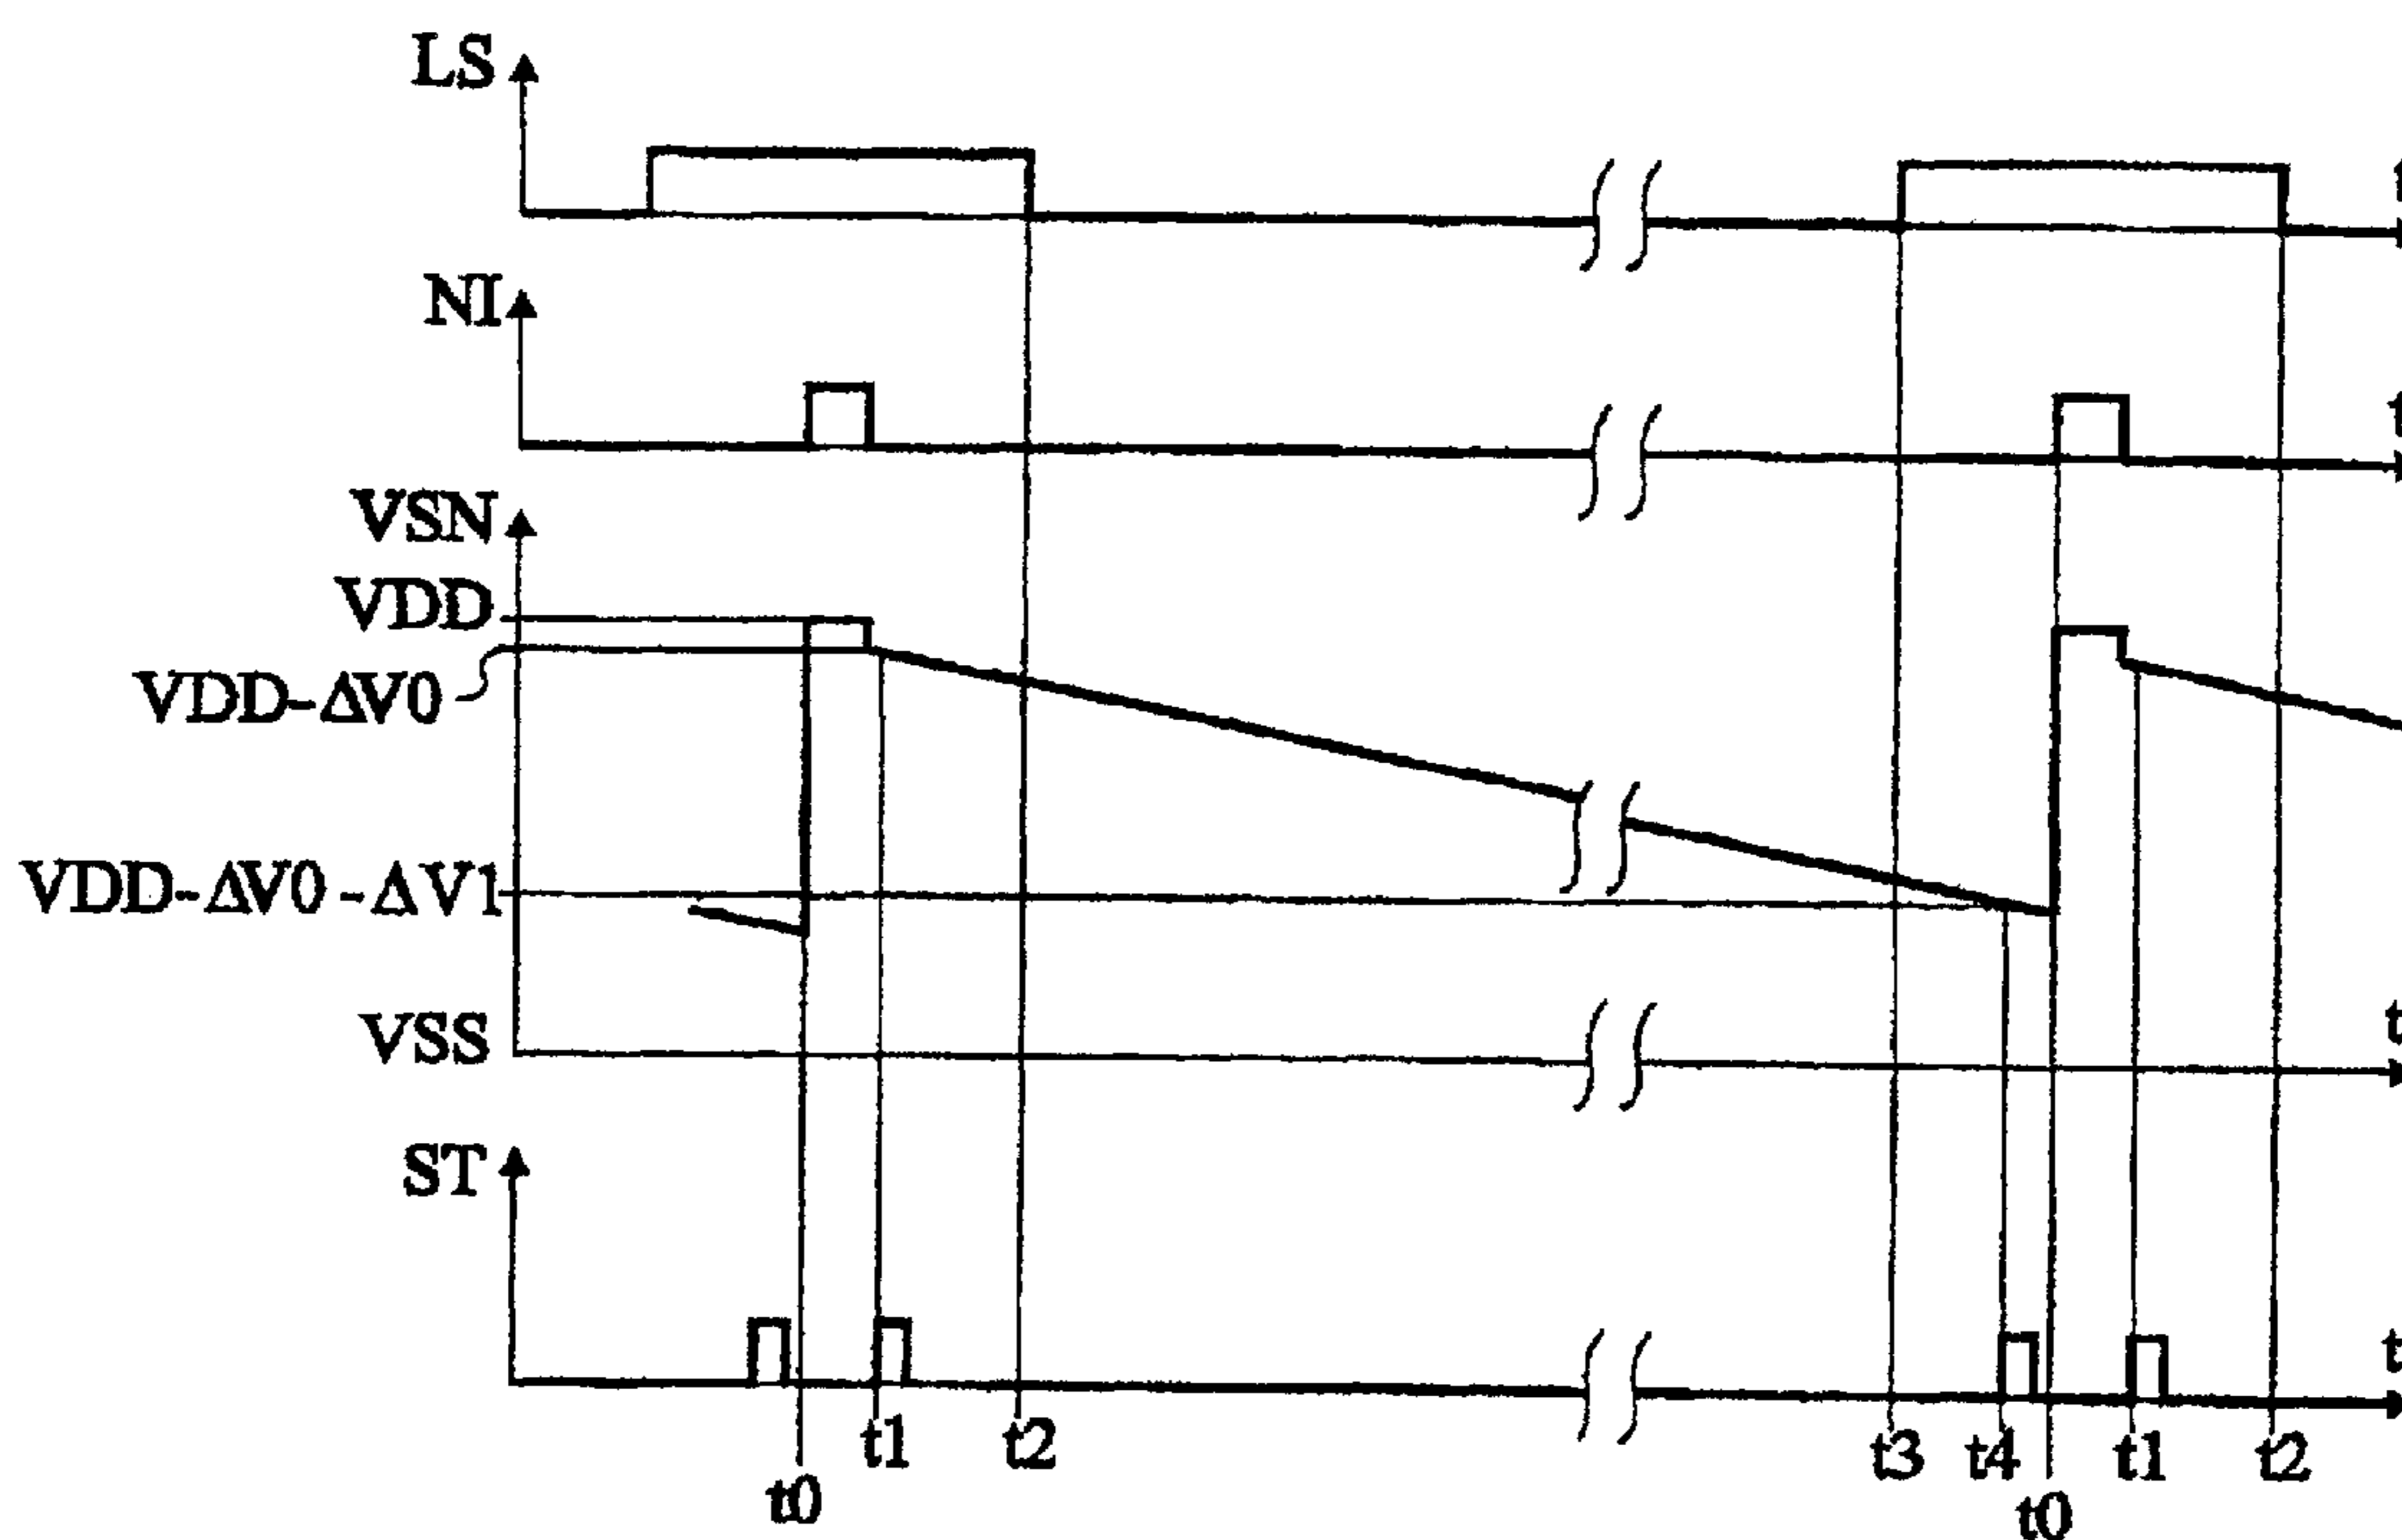 LS
t
NI
t
VSN
VDD
VDD-ΔV0
VDD-ΔV0-ΔV1
VSS
t
ST
t
t0 t1 t2 t3 t4 t0 t1 t2